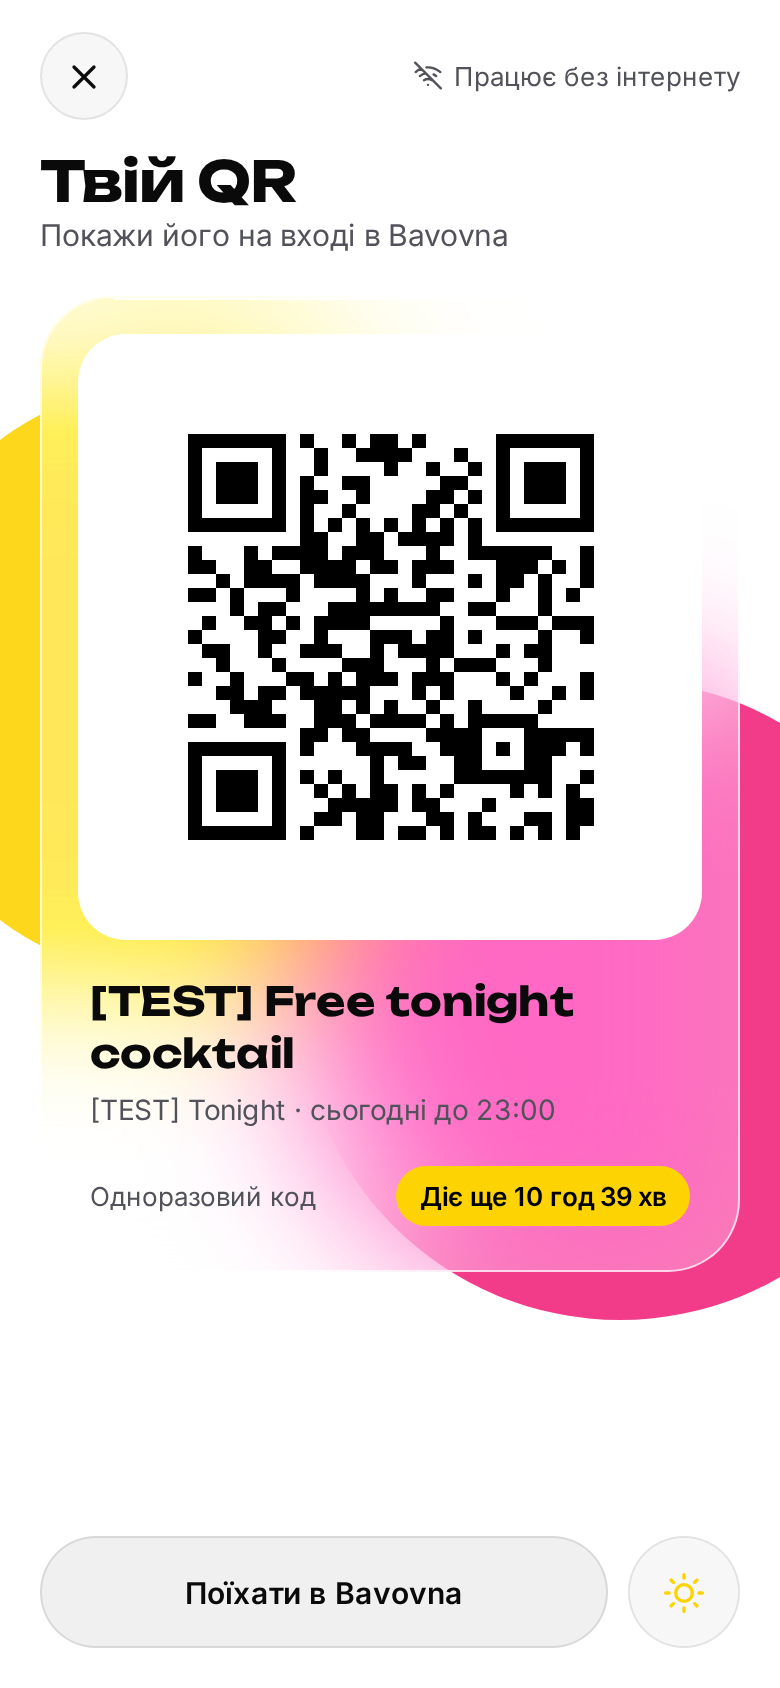 Працює без інтернету
Твій QR
Покажи його на вході в Bavovna
[TEST] Free tonight
cocktail
[TEST] Tonight · сьогодні до 23:00
Одноразовий код
Діє ще 10 год 39 хв
Поїхати в Bavovna